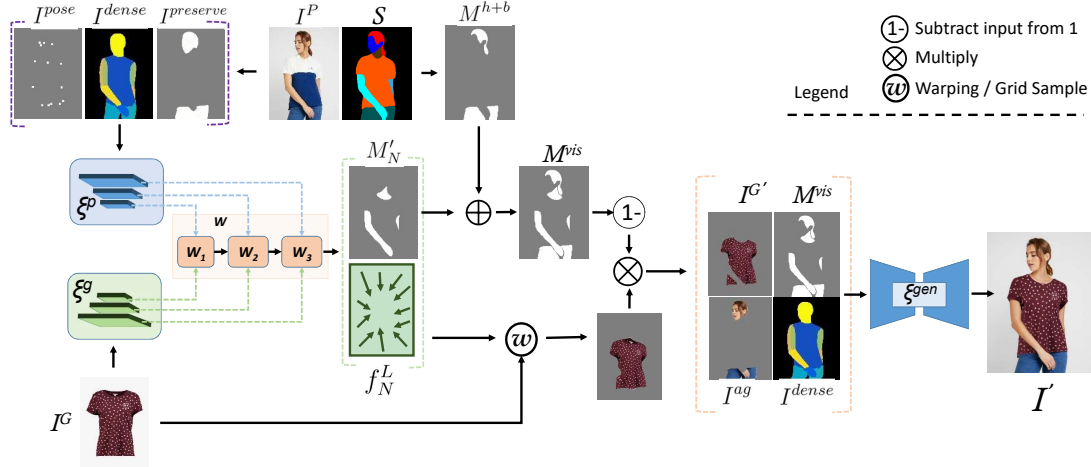 I^{pose} I^{dense} I^{preserve} I^P S M^{h+b}
1- Subtract input from 1
Multiply
w Warping / Grid Sample
Legend
ξ^p
W
W_1 W_2 W_3
ξ^g
M'_N
f_N^L
M^{vis}
1-
w
I^{G'} M^{vis}
I^{ag} I^{dense}
ξ^{gen}
I'
I^G